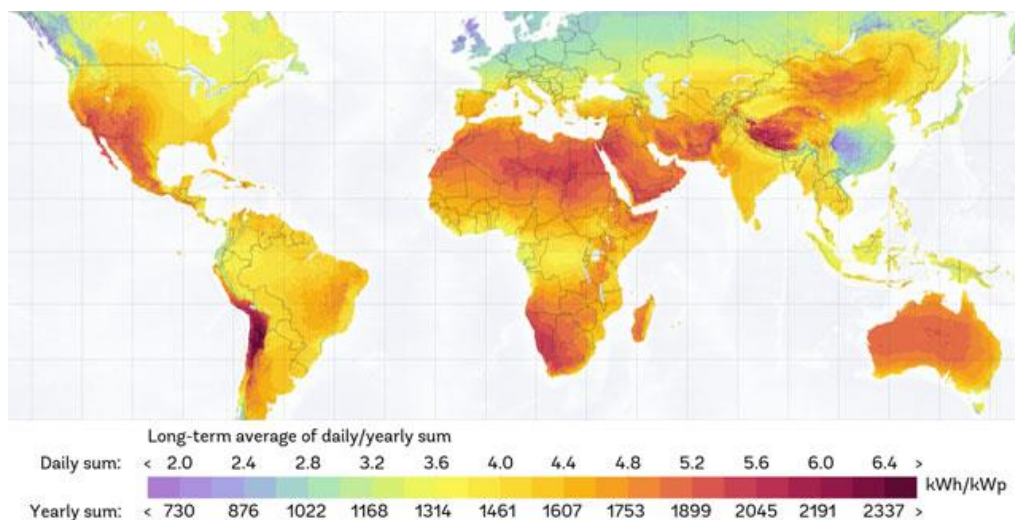 Long-term average of daily/yearly sum
Daily sum: < 2.0 2.4 2.8 3.2 3.6 4.0 4.4 4.8 5.2 5.6 6.0 6.4 >
kWh/kWp
Yearly sum: < 730 876 1022 1168 1314 1461 1607 1753 1899 2045 2191 2337 >